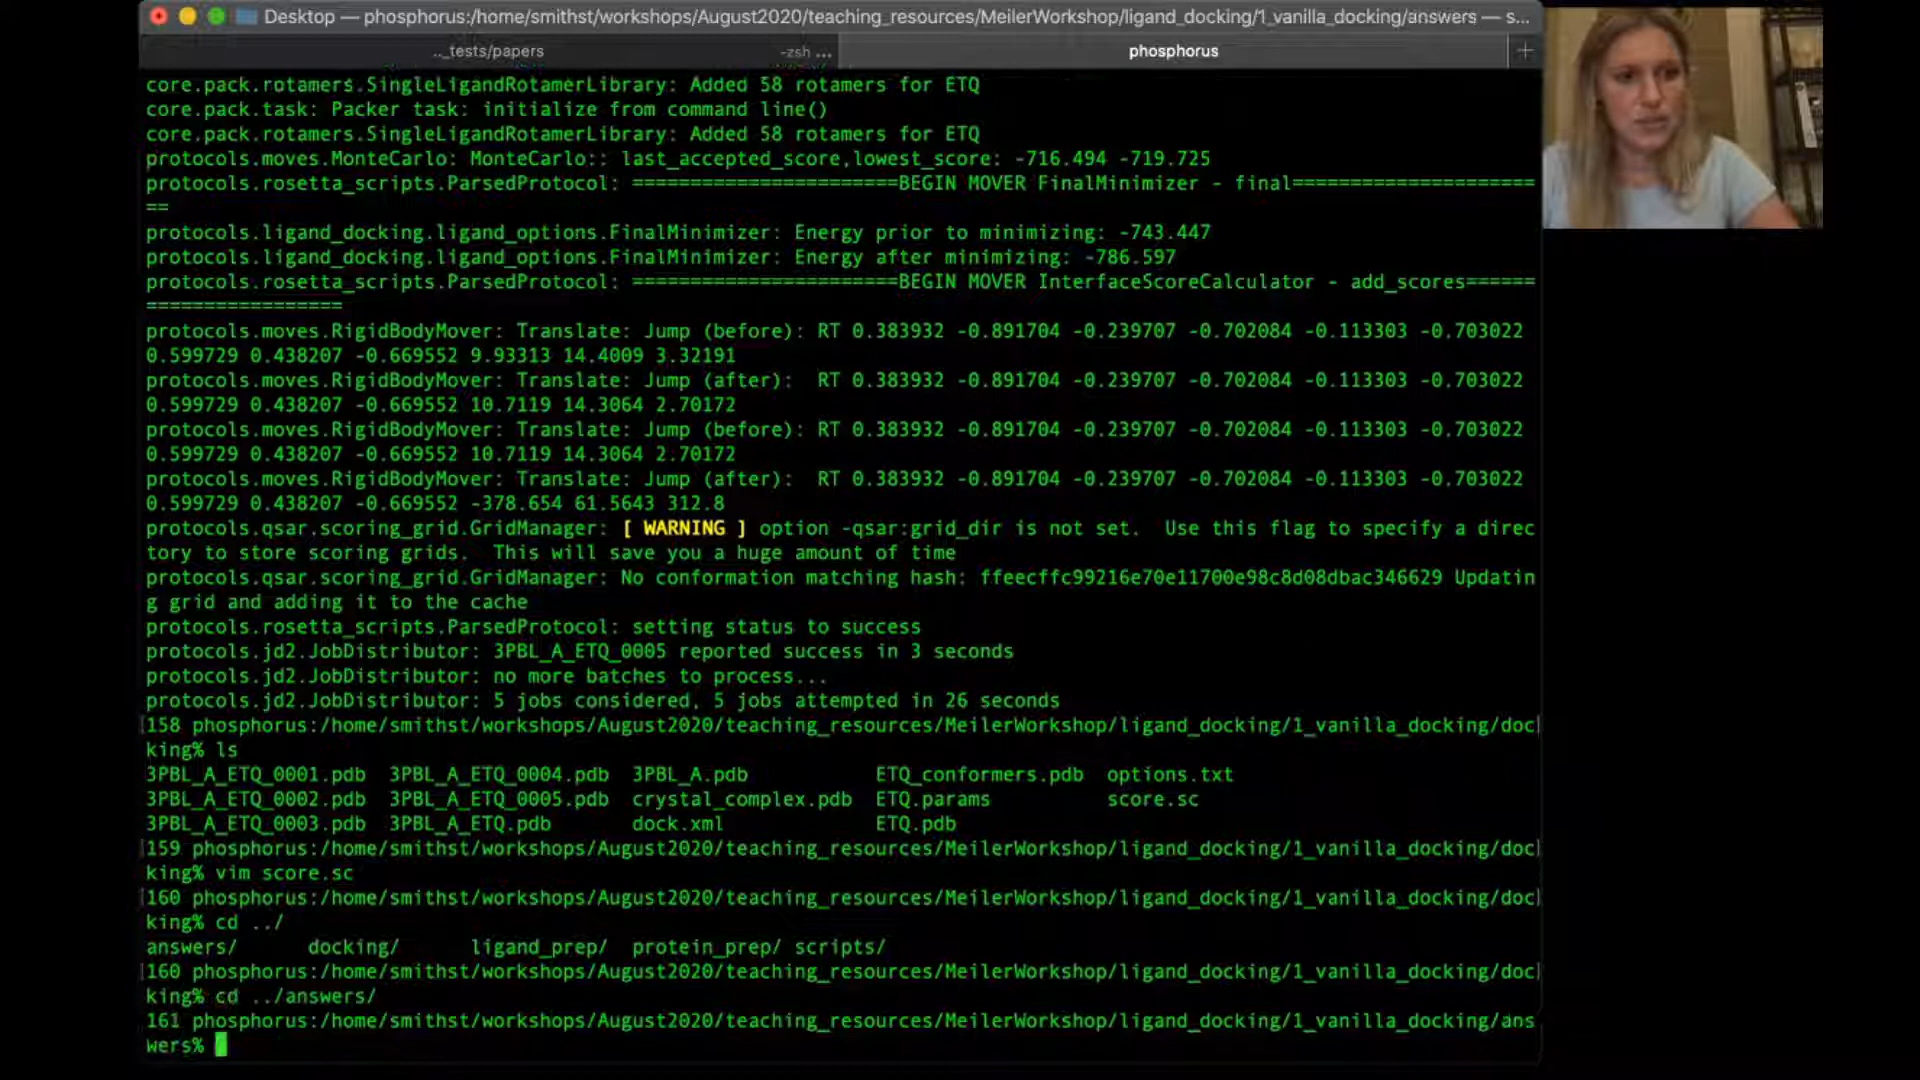 Desktop — phosphorus:/home/smithst/workshops/August2020/teaching_resources/MeilerWorkshop/ligand_docking/1_vanilla_docking/answers — s...
.._tests/papers -zsh ... phosphorus +
core.pack.rotamers.SingleLigandRotamerLibrary: Added 58 rotamers for ETQ
core.pack.task: Packer task: initialize from command line()
core.pack.rotamers.SingleLigandRotamerLibrary: Added 58 rotamers for ETQ
protocols.moves.MonteCarlo: MonteCarlo:: last_accepted_score,lowest_score: -716.494 -719.725
protocols.rosetta_scripts.ParsedProtocol: =======================BEGIN MOVER FinalMinimizer - final=====================
==
protocols.ligand_docking.ligand_options.FinalMinimizer: Energy prior to minimizing: -743.447
protocols.ligand_docking.ligand_options.FinalMinimizer: Energy after minimizing: -786.597
protocols.rosetta_scripts.ParsedProtocol: =======================BEGIN MOVER InterfaceScoreCalculator - add_scores======
=================
protocols.moves.RigidBodyMover: Translate: Jump (before): RT 0.383932 -0.891704 -0.239707 -0.702084 -0.113303 -0.703022
0.599729 0.438207 -0.669552 9.93313 14.4009 3.32191
protocols.moves.RigidBodyMover: Translate: Jump (after):  RT 0.383932 -0.891704 -0.239707 -0.702084 -0.113303 -0.703022
0.599729 0.438207 -0.669552 10.7119 14.3064 2.70172
protocols.moves.RigidBodyMover: Translate: Jump (before): RT 0.383932 -0.891704 -0.239707 -0.702084 -0.113303 -0.703022
0.599729 0.438207 -0.669552 10.7119 14.3064 2.70172
protocols.moves.RigidBodyMover: Translate: Jump (after):  RT 0.383932 -0.891704 -0.239707 -0.702084 -0.113303 -0.703022
0.599729 0.438207 -0.669552 -378.654 61.5643 312.8
protocols.qsar.scoring_grid.GridManager: [ WARNING ] option -qsar:grid_dir is not set.  Use this flag to specify a direc
tory to store scoring grids.  This will save you a huge amount of time
protocols.qsar.scoring_grid.GridManager: No conformation matching hash: ffeecffc99216e70e11700e98c8d08dbac346629 Updatin
g grid and adding it to the cache
protocols.rosetta_scripts.ParsedProtocol: setting status to success
protocols.jd2.JobDistributor: 3PBL_A_ETQ_0005 reported success in 3 seconds
protocols.jd2.JobDistributor: no more batches to process...
protocols.jd2.JobDistributor: 5 jobs considered, 5 jobs attempted in 26 seconds
158 phosphorus:/home/smithst/workshops/August2020/teaching_resources/MeilerWorkshop/ligand_docking/1_vanilla_docking/doc
king% ls
3PBL_A_ETQ_0001.pdb  3PBL_A_ETQ_0004.pdb  3PBL_A.pdb           ETQ_conformers.pdb  options.txt
3PBL_A_ETQ_0002.pdb  3PBL_A_ETQ_0005.pdb  crystal_complex.pdb  ETQ.params          score.sc
3PBL_A_ETQ_0003.pdb  3PBL_A_ETQ.pdb       dock.xml             ETQ.pdb
159 phosphorus:/home/smithst/workshops/August2020/teaching_resources/MeilerWorkshop/ligand_docking/1_vanilla_docking/doc
king% vim score.sc
160 phosphorus:/home/smithst/workshops/August2020/teaching_resources/MeilerWorkshop/ligand_docking/1_vanilla_docking/doc
king% cd ../
answers/      docking/      ligand_prep/  protein_prep/ scripts/
160 phosphorus:/home/smithst/workshops/August2020/teaching_resources/MeilerWorkshop/ligand_docking/1_vanilla_docking/doc
king% cd ../answers/
161 phosphorus:/home/smithst/workshops/August2020/teaching_resources/MeilerWorkshop/ligand_docking/1_vanilla_docking/ans
wers%